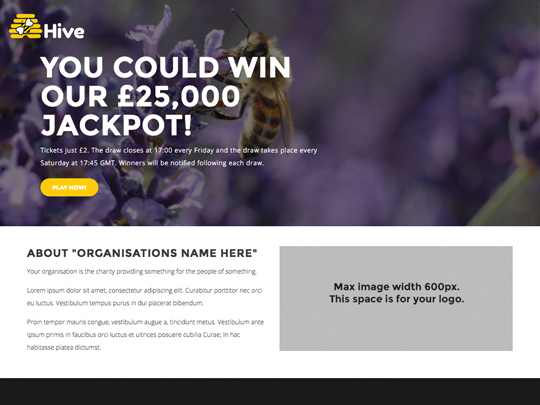 Hive
YOU COULD WIN
OUR £25,000
JACKPOT!
Tickets just £2. The draw closes at 17:00 every Friday and the draw takes place every
Saturday at 17:45 GMT. Winners will be notified following each draw.
PLAY NOW!
ABOUT "ORGANISATIONS NAME HERE"
Your organisation is the charity providing something for the people of something.
Lorem ipsum dolor sit amet, consectetur adipiscing elit. Curabitur porttitor nec orci
eu luctus. Vestibulum tempus purus in dui placerat bibendum.
Proin tempor mauris congue, vestibulum augue a, tincidunt metus. Vestibulum ante
ipsum primis in faucibus orci luctus et ultrices posuere cubilia Curae; In hac
habitasse platea dictumst.
Max image width 600px.
This space is for your logo.